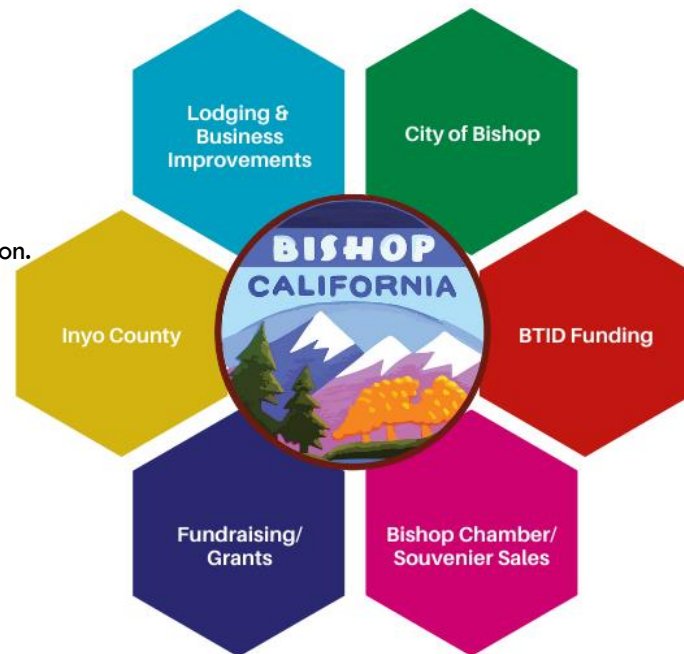 Lodging &
Business
Improvements
City of Bishop
on.
BISHOP
CALIFORNIA
Inyo County
BTID Funding
Fundraising/
Grants
Bishop Chamber/
Souvenier Sales